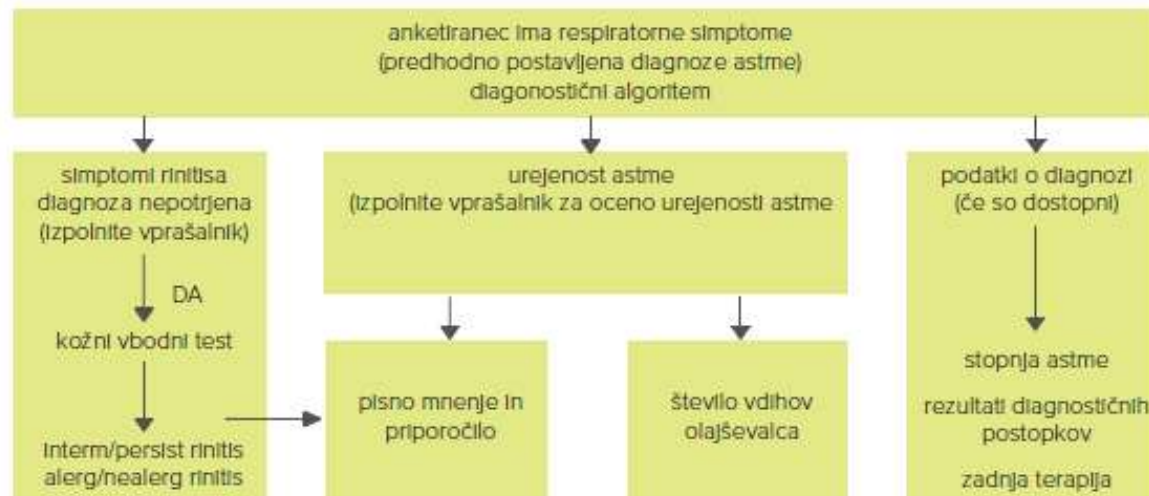 anketiranec ima respiratorne simptome
(predhodno postavljena diagnoze astme)
diagonostični algoritem
simptomi rinitisa
diagnoza nepotrjena
(izpolnite vprašalnik)
DA
kožni vbodni test
interm/persist rinitis
alerg/nealerg rinitis
urejenost astme
(izpolnite vprašalnik za oceno urejenosti astme
pisno mnenje in
priporočilo
število vdihov
olajševalca
podatki o diagnozi
(če so dostopni)
stopnja astme
rezultati diagnostičnih
postopkov
zadnja terapija